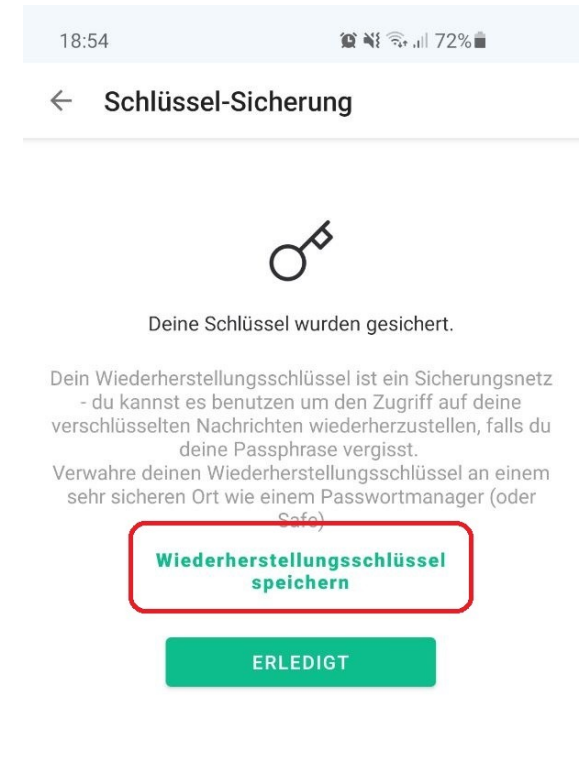 18:54
72%
Schlüssel-Sicherung
Deine Schlüssel wurden gesichert.
Dein Wiederherstellungsschlüssel ist ein Sicherungsnetz
- du kannst es benutzen um den Zugriff auf deine
verschlüsselten Nachrichten wiederherzustellen, falls du
deine Passphrase vergisst.
Verwahre deinen Wiederherstellungsschlüssel an einem
sehr sicheren Ort wie einem Passwortmanager (oder
Safe)
Wiederherstellungsschlüssel
speichern
ERLEDIGT